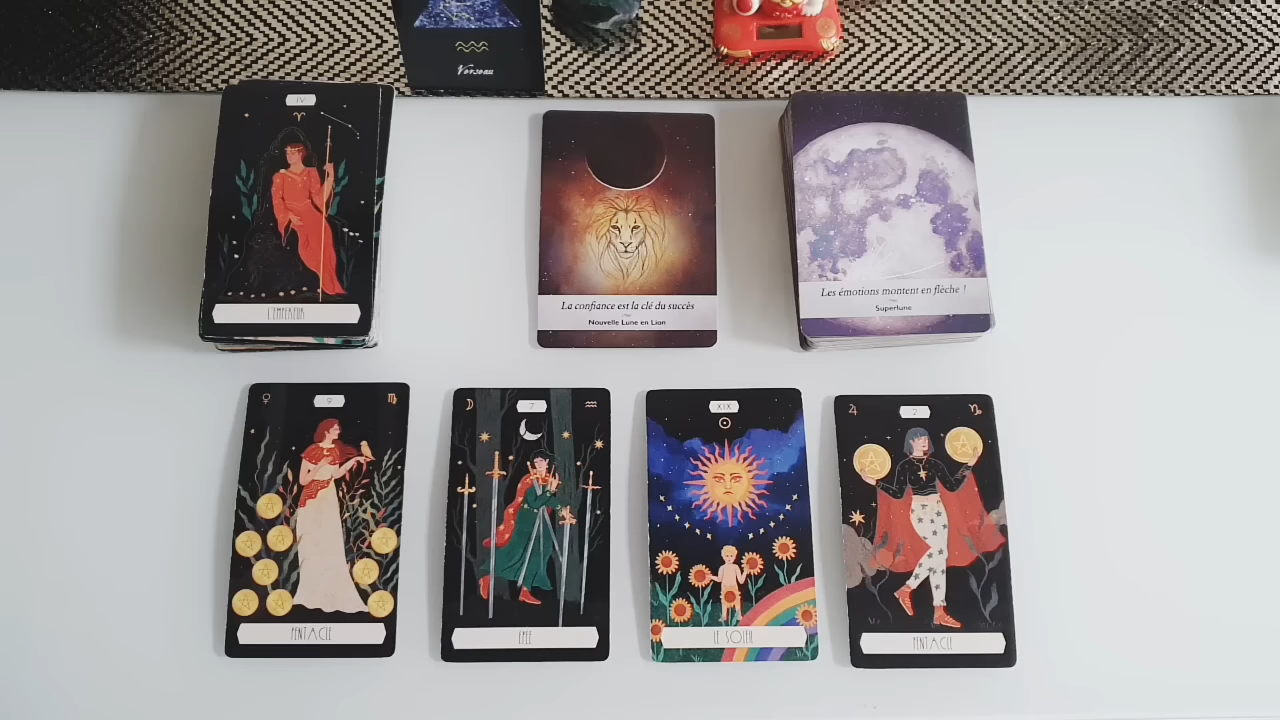 Verseau
IV
L'EMPEREUR
La confiance est la clé du succès
Nouvelle Lune en Lion
Les émotions montent en flèche !
Superlune
9
PENTACLE
7
EPEE
XIX
LE SOLEIL
2
PENTACLE